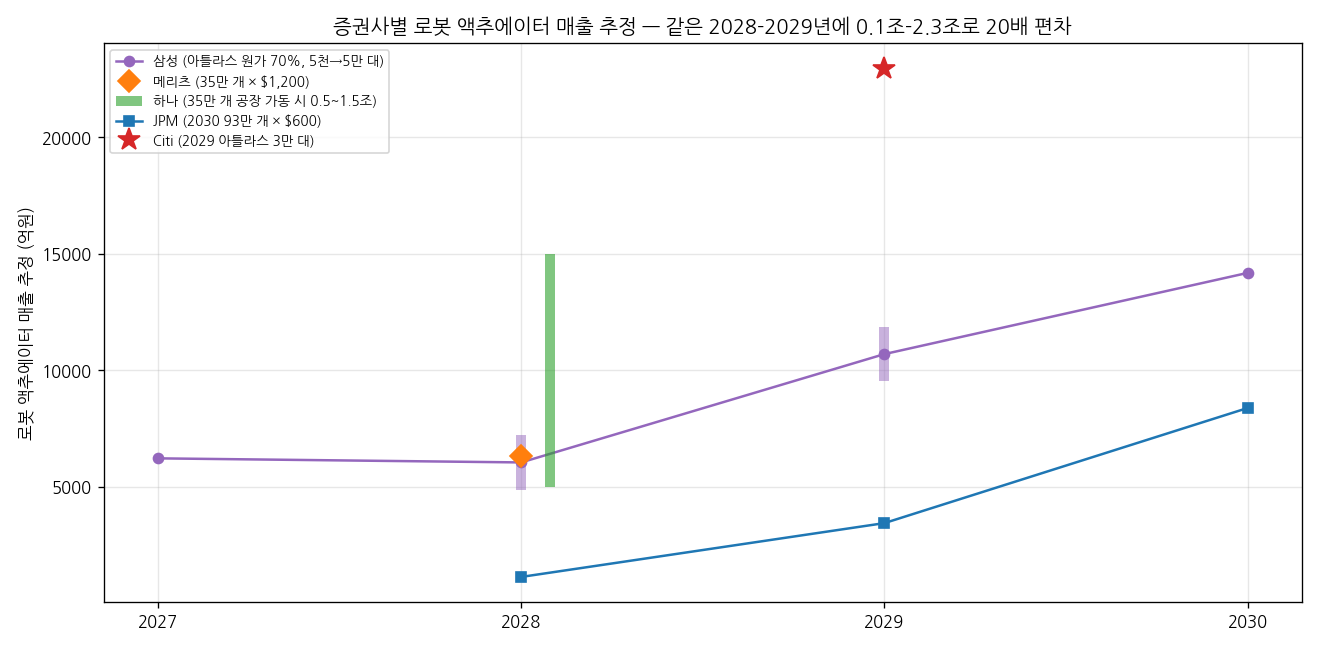 증권사별 로봇 액추에이터 매출 추정 — 같은 2028-2029년에 0.1조-2.3조로 20배 편차
삼성 (아틀라스 원가 70%, 5천→5만 대)
메리츠 (35만 개 × $1,200)
하나 (35만 개 공장 가동 시 0.5~1.5조)
JPM (2030 93만 개 × $600)
Citi (2029 아틀라스 3만 대)
로봇 액추에이터 매출 추정 (억원)
20000
15000
10000
5000
2027
2028
2029
2030